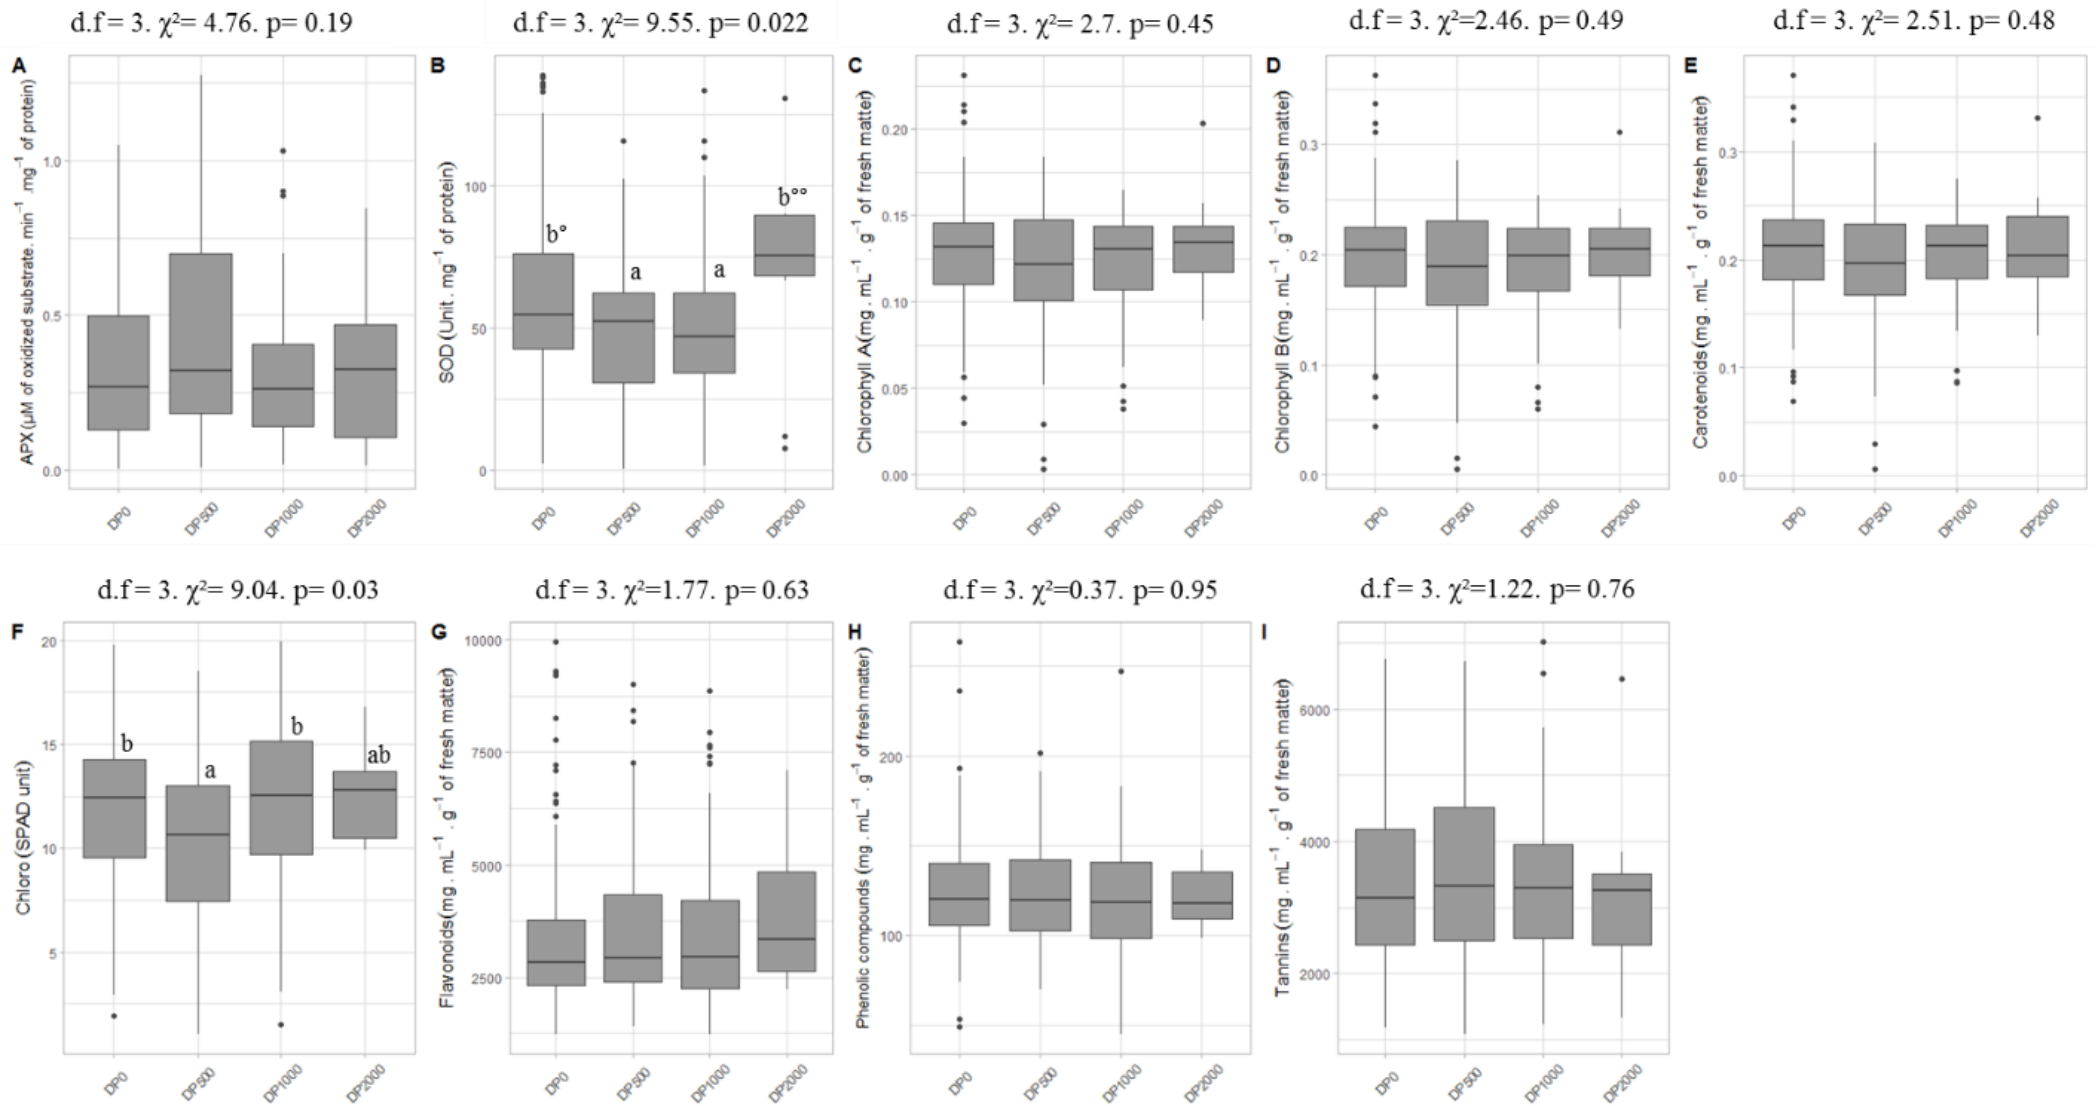 d.f = 3. χ²= 4.76. p= 0.19
d.f = 3. χ²= 9.55. p= 0.022
d.f = 3. χ²= 2.7. p= 0.45
d.f = 3. χ²=2.46. p= 0.49
d.f = 3. χ²= 2.51. p= 0.48
A
APX (µM of oxidized substrate. min⁻¹ .mg⁻¹ of protein)
1.0
0.5
0.0
DP0
DP500
DP1000
DP2000
B
SOD (Unit . mg⁻¹ of protein)
100
50
0
b°
a
a
b°°
DP0
DP500
DP1000
DP2000
C
Chlorophyll A(mg . mL⁻¹ . g⁻¹ of fresh matter)
0.20
0.15
0.10
0.05
0.00
DP0
DP500
DP1000
DP2000
D
Chlorophyll B(mg . mL⁻¹ . g⁻¹ of fresh matter)
0.3
0.2
0.1
0.0
DP0
DP500
DP1000
DP2000
E
Carotenoids(mg . mL⁻¹ . g⁻¹ of fresh matter)
0.3
0.2
0.1
0.0
DP0
DP500
DP1000
DP2000
d.f = 3. χ²= 9.04. p= 0.03
d.f = 3. χ²=1.77. p= 0.63
d.f = 3. χ²=0.37. p= 0.95
d.f = 3. χ²=1.22. p= 0.76
F
Chloro (SPAD unit)
20
15
10
5
b
a
b
ab
DP0
DP500
DP1000
DP2000
G
Flavonoids(mg . mL⁻¹ . g⁻¹ of fresh matter)
10000
7500
5000
2500
DP0
DP500
DP1000
DP2000
H
Phenolic compounds (mg . mL⁻¹ . g⁻¹ of fresh matter)
200
100
DP0
DP500
DP1000
DP2000
I
Tannins (mg . mL⁻¹ . g⁻¹ of fresh matter)
6000
4000
2000
DP0
DP500
DP1000
DP2000